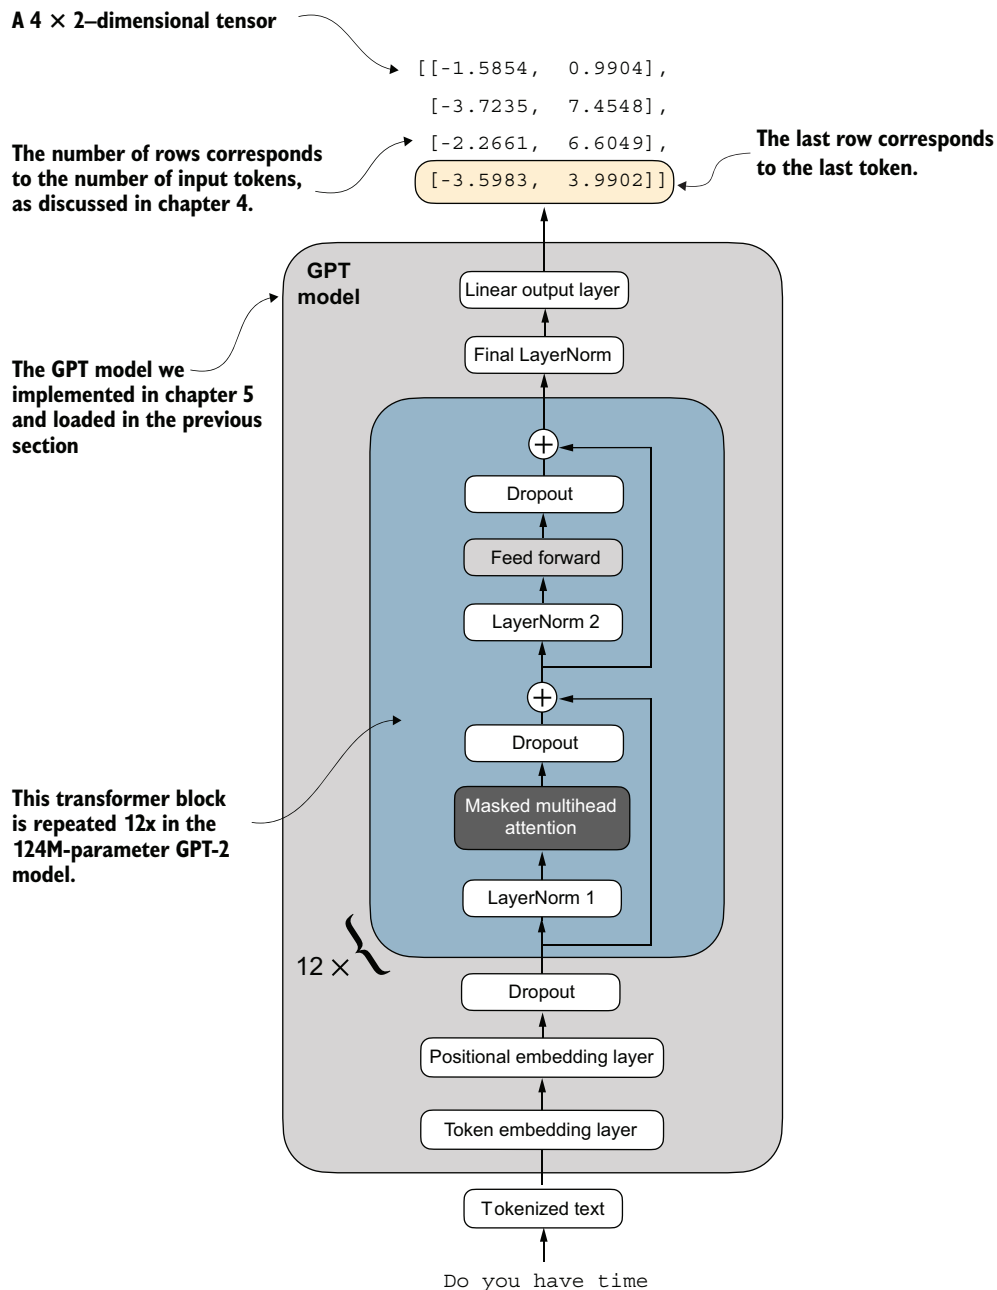 A 4 × 2–dimensional tensor
[[-1.5854, 0.9904],
[-3.7235, 7.4548],
[-2.2661, 6.6049],
[-3.5983, 3.9902]]
The number of rows corresponds
to the number of input tokens,
as discussed in chapter 4.
The last row corresponds
to the last token.
GPT
model
Linear output layer
Final LayerNorm
The GPT model we
implemented in chapter 5
and loaded in the previous
section
+
Dropout
Feed forward
LayerNorm 2
+
Dropout
Masked multihead
attention
This transformer block
is repeated 12x in the
124M-parameter GPT-2
model.
LayerNorm 1
12 ×
Dropout
Positional embedding layer
Token embedding layer
Tokenized text
Do you have time